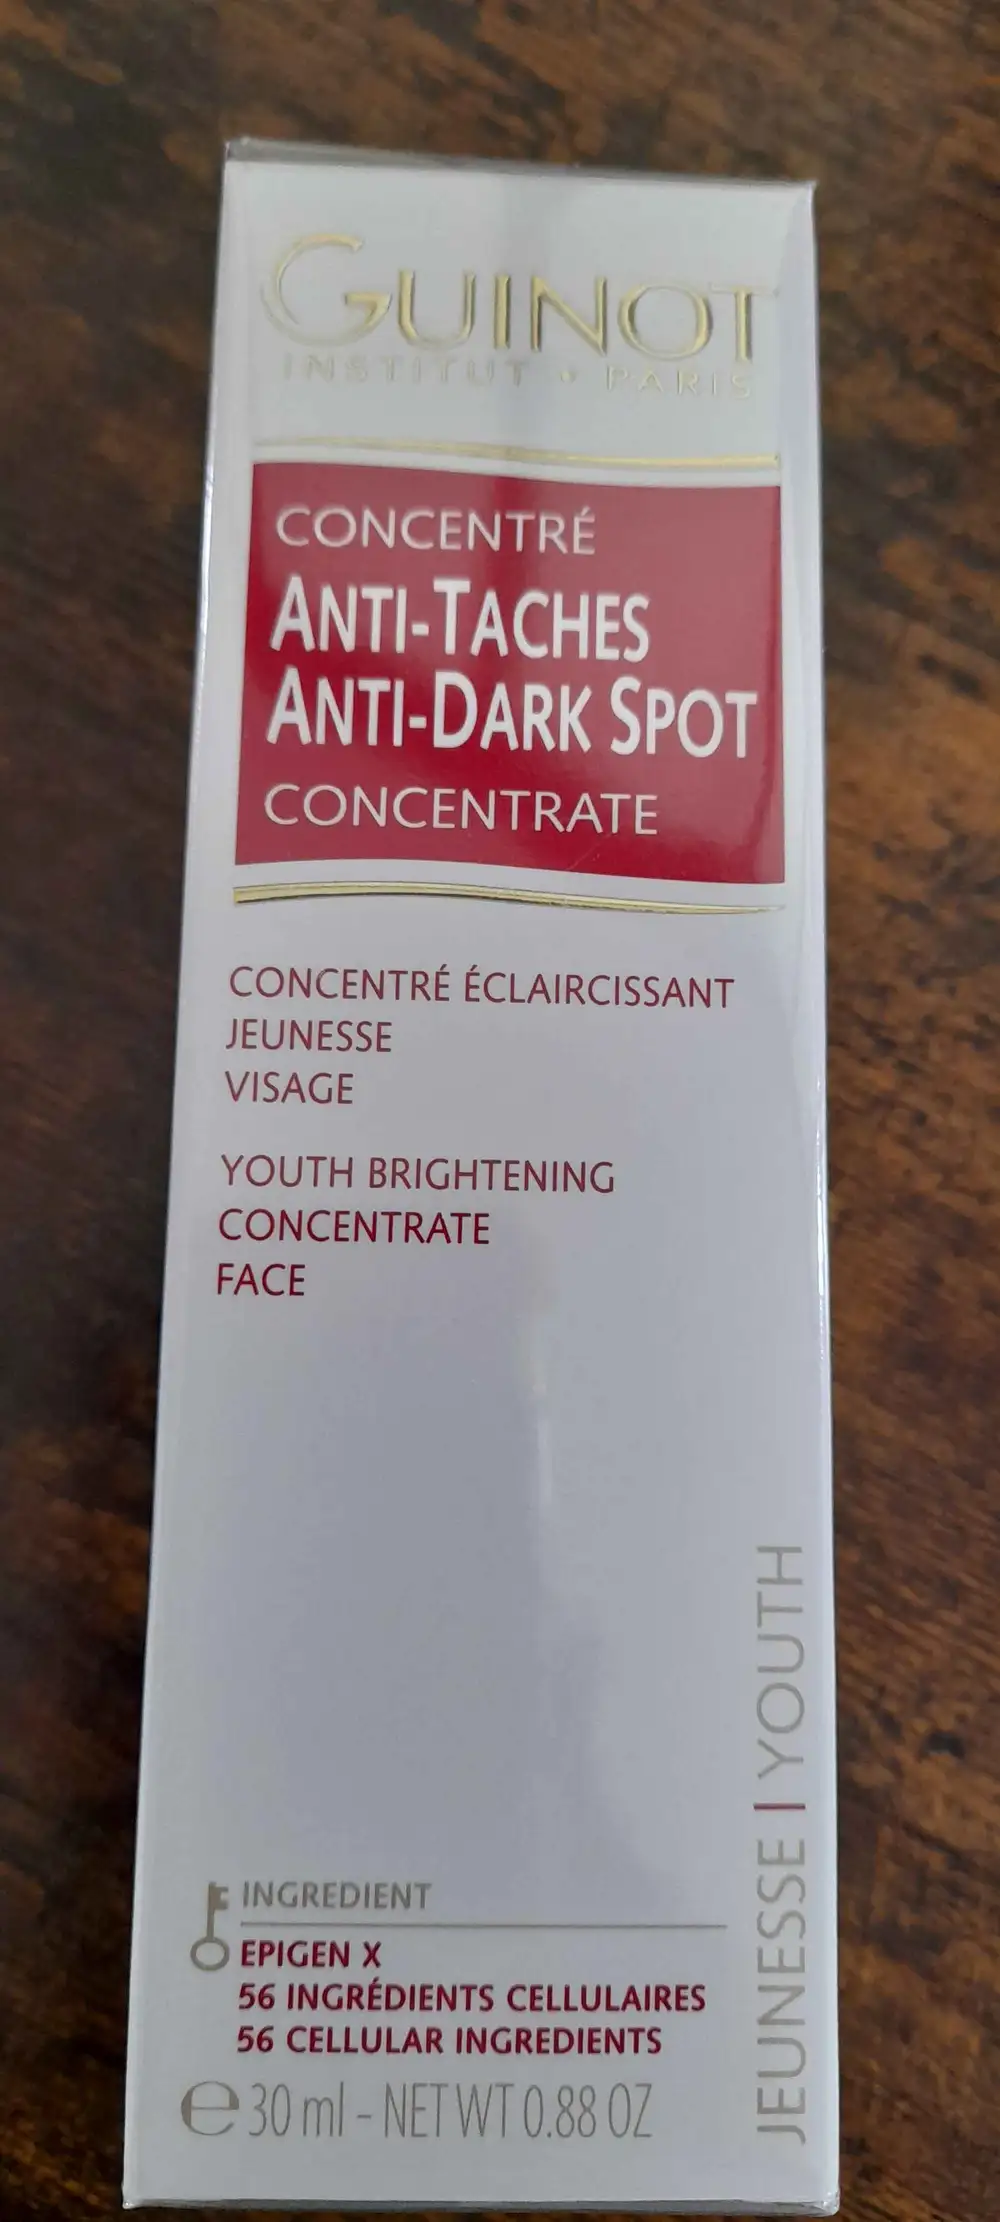 GUINOT
INSTITUT • PARIS
CONCENTRÉ
ANTI-TACHES
ANTI-DARK SPOT
CONCENTRATE
CONCENTRÉ ÉCLAIRCISSANT
JEUNESSE
VISAGE
YOUTH BRIGHTENING
CONCENTRATE
FACE
JEUNESSE | YOUTH
INGREDIENT
EPIGEN X
56 INGRÉDIENTS CELLULAIRES
56 CELLULAR INGREDIENTS
℮ 30 ml - NET WT 0.88 OZ